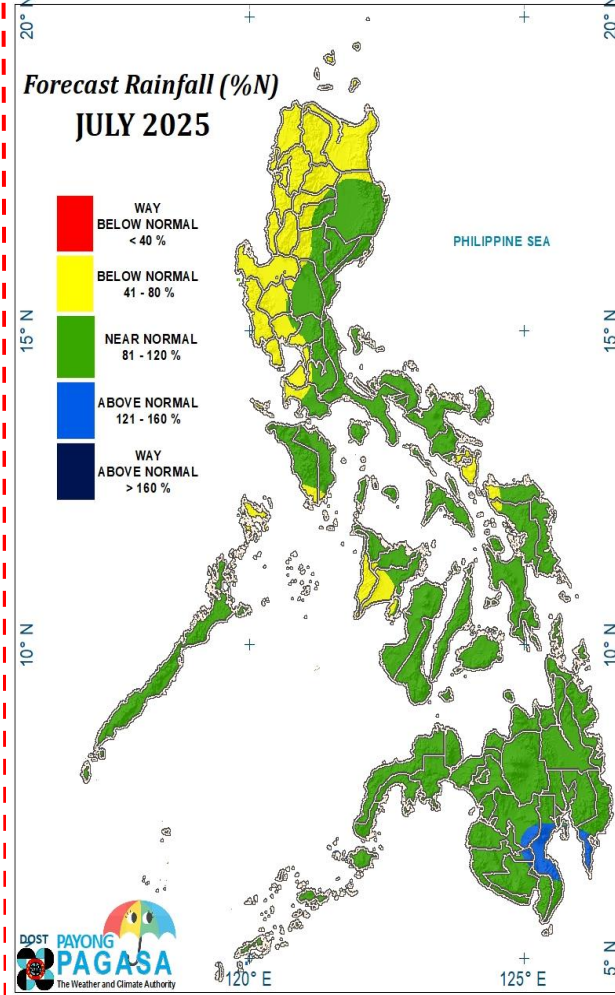 20° N
20° N
Forecast Rainfall (%N)
JULY 2025
WAY
BELOW NORMAL
< 40 %
BELOW NORMAL
41 - 80 %
NEAR NORMAL
81 - 120 %
ABOVE NORMAL
121 - 160 %
WAY
ABOVE NORMAL
> 160 %
PHILIPPINE SEA
15° N
15° N
10° N
10° N
DOST
PAYONG
PAGASA
The Weather and Climate Authority
120° E
125° E
5° N